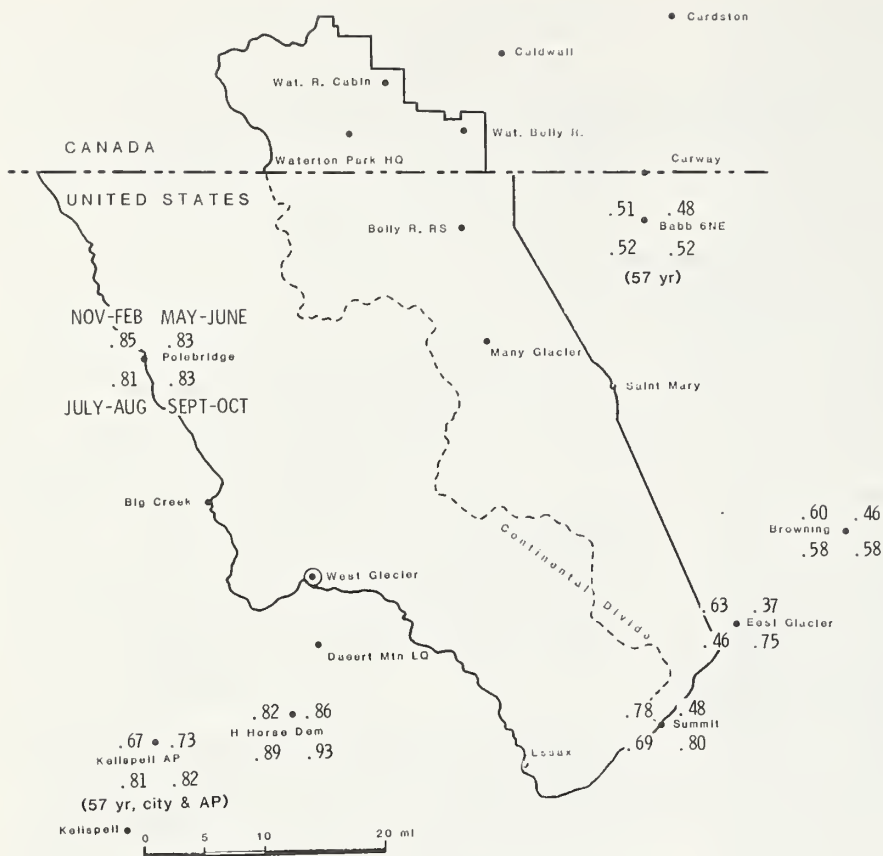 Cardston
Caldwell
Wat. R. Cabin
Wat. Belly R.
CANADA
Waterton Park HQ
Carway
UNITED STATES
.51 .48
Belly R. RS
Babb 6NE
.52 .52
(57 yr)
NOV-FEB MAY-JUNE
.85 .83
Many Glacier
Polebridge
.81 .83
Saint Mary
JULY-AUG SEPT-OCT
Big Creek
.60 .46
Browning
.58 .58
Continental Divide
West Glacier
.63 .37
East Glacier
.46 .75
Desert Mtn LO
.82 .86
.78 .48
H Horse Dam
Summit
.67 .73
.89 .93
.69 .80
Kalispell AP
Essex
.81 .82
(57 yr, city & AP)
Kalispell
0 5 10 20 mi